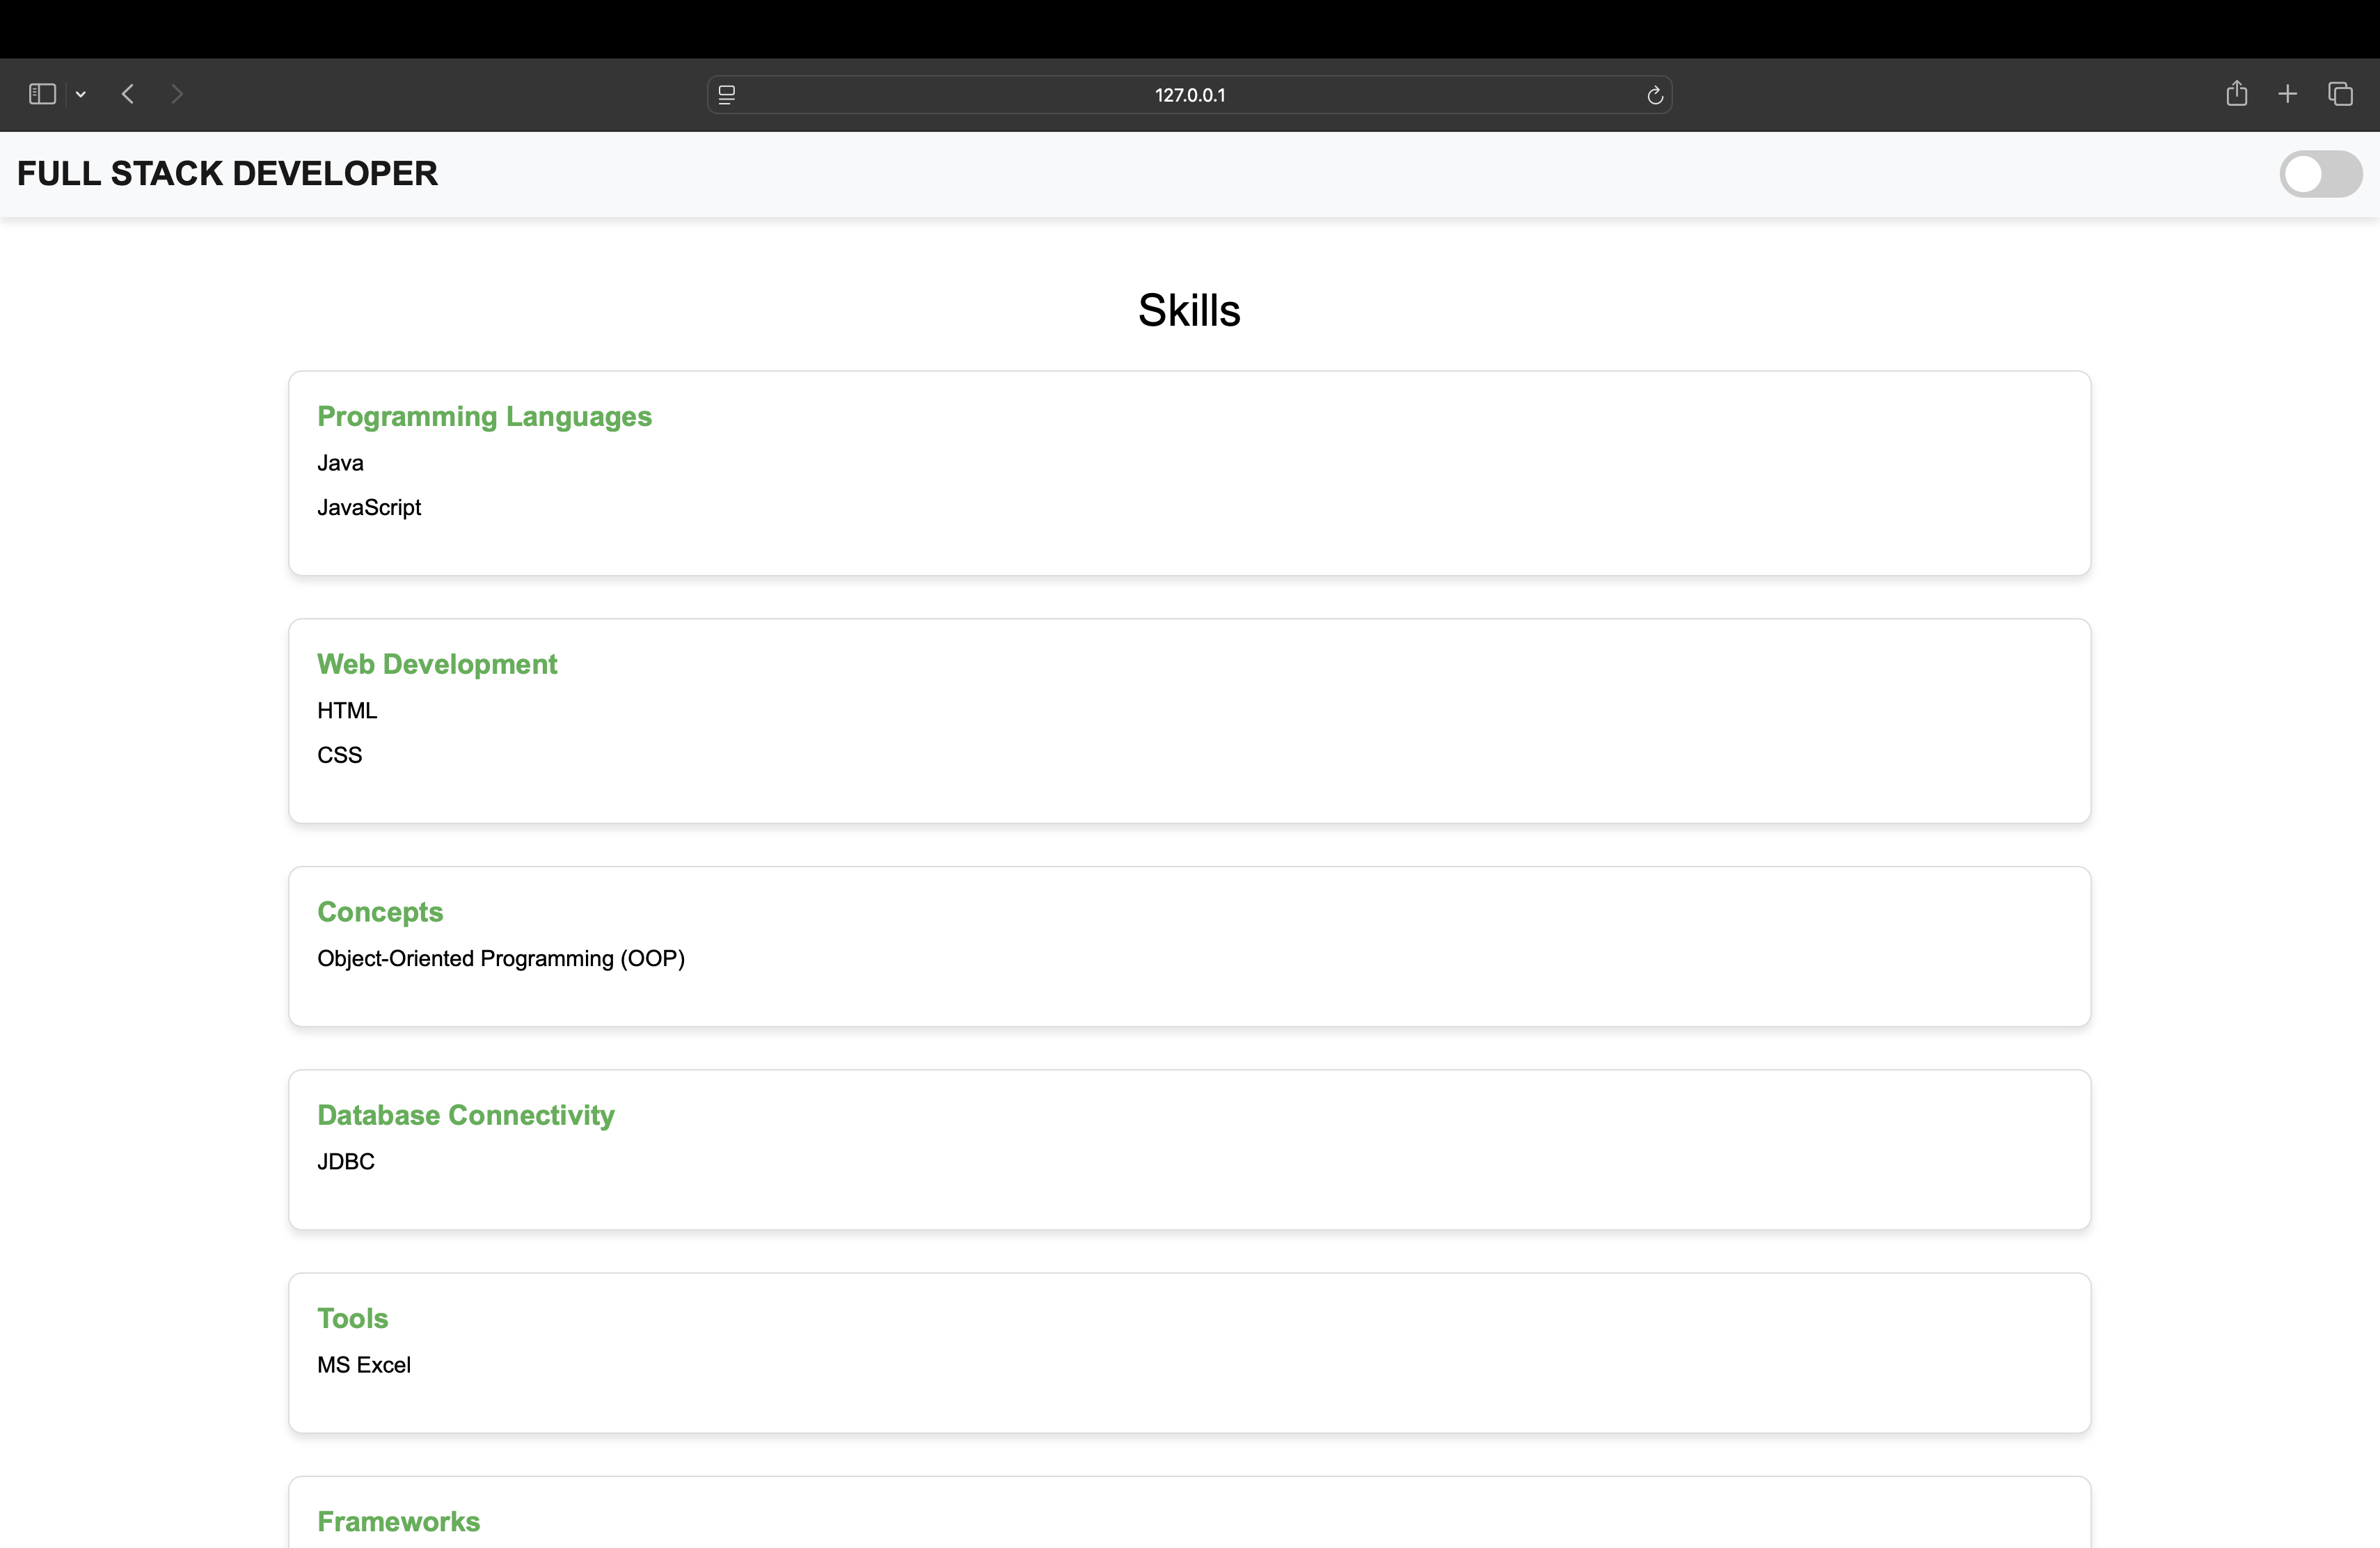 127.0.0.1
FULL STACK DEVELOPER
Skills
Programming Languages
Java
JavaScript
Web Development
HTML
CSS
Concepts
Object-Oriented Programming (OOP)
Database Connectivity
JDBC
Tools
MS Excel
Frameworks